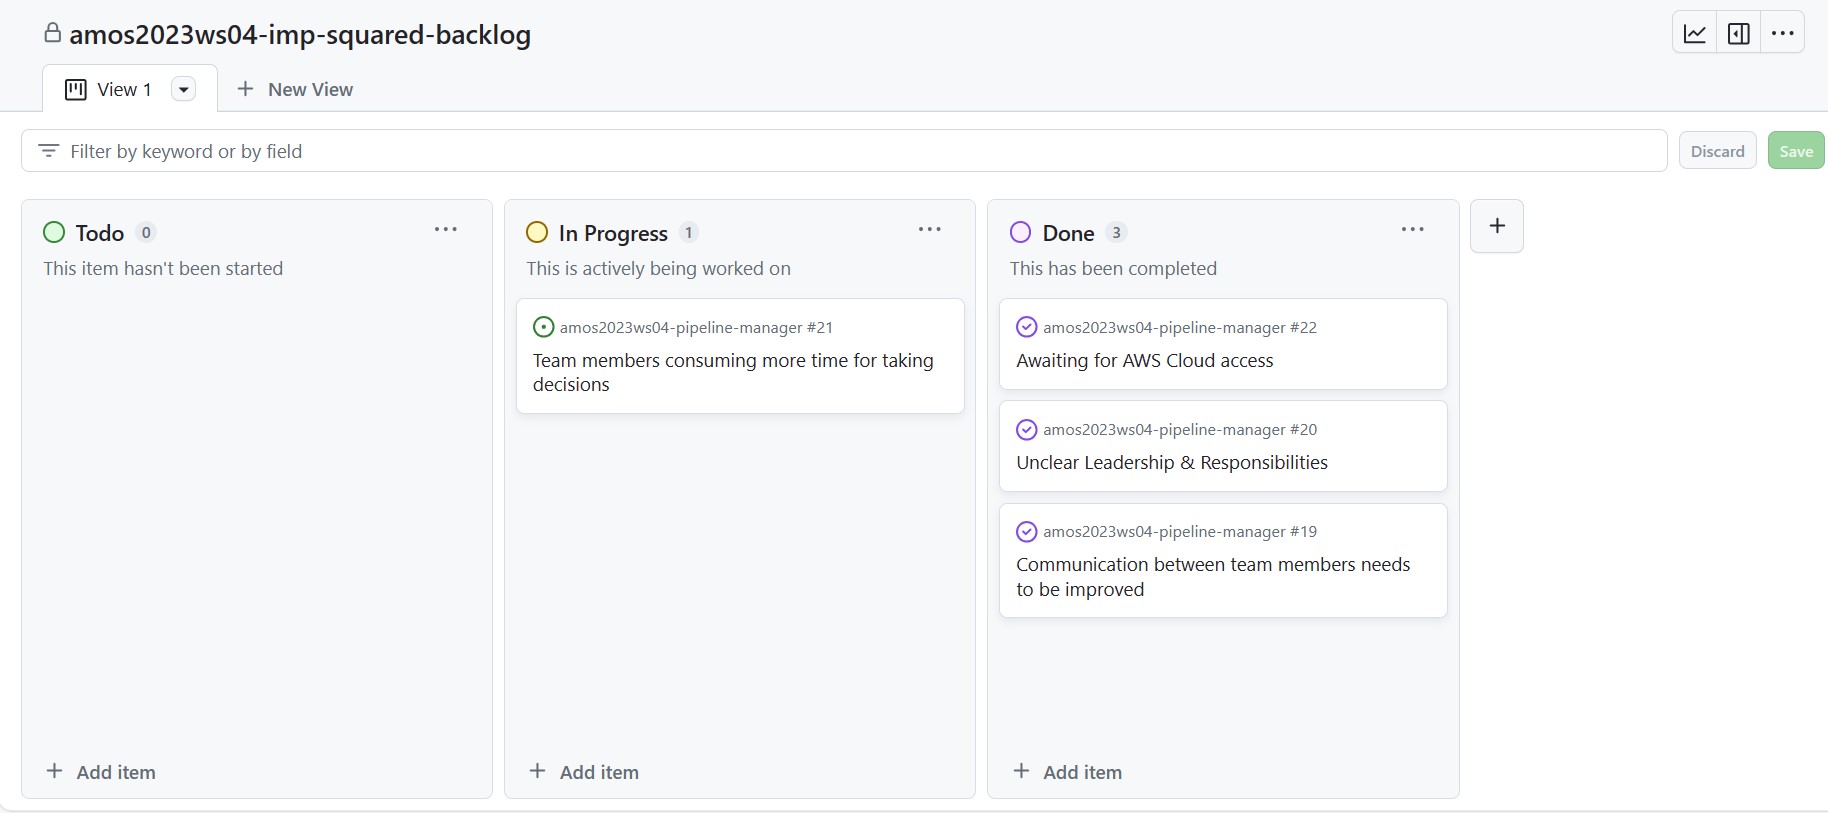 amos2023ws04-imp-squared-backlog
View 1
New View
Filter by keyword or by field
Discard
Save
Todo 0
This item hasn't been started
Add item
In Progress 1
This is actively being worked on
amos2023ws04-pipeline-manager #21
Team members consuming more time for taking
decisions
Add item
Done 3
This has been completed
amos2023ws04-pipeline-manager #22
Awaiting for AWS Cloud access
amos2023ws04-pipeline-manager #20
Unclear Leadership & Responsibilities
amos2023ws04-pipeline-manager #19
Communication between team members needs
to be improved
Add item